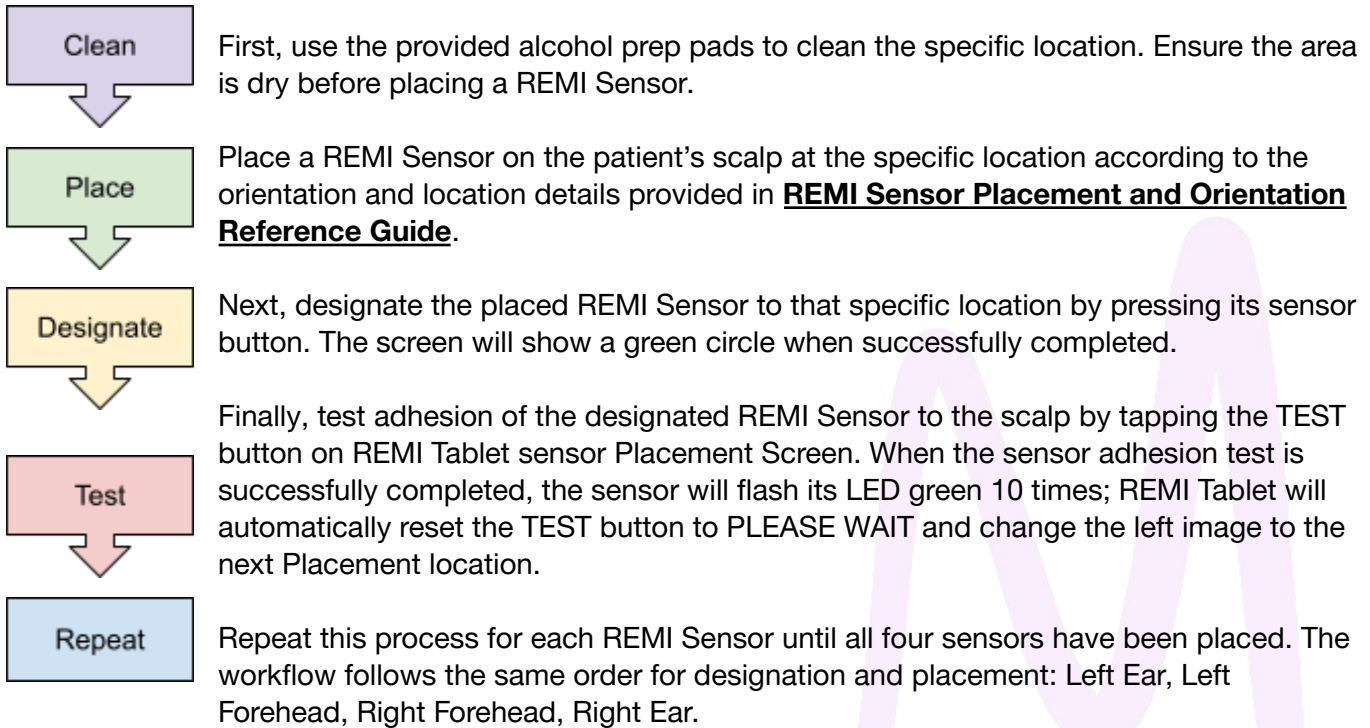 Clean
First, use the provided alcohol prep pads to clean the specific location. Ensure the area
is dry before placing a REMI Sensor.
Place
Place a REMI Sensor on the patient's scalp at the specific location according to the
orientation and location details provided in REMI Sensor Placement and Orientation
Reference Guide.
Designate
Next, designate the placed REMI Sensor to that specific location by pressing its sensor
button. The screen will show a green circle when successfully completed.
Test
Finally, test adhesion of the designated REMI Sensor to the scalp by tapping the TEST
button on REMI Tablet sensor Placement Screen. When the sensor adhesion test is
successfully completed, the sensor will flash its LED green 10 times; REMI Tablet will
automatically reset the TEST button to PLEASE WAIT and change the left image to the
next Placement location.
Repeat
Repeat this process for each REMI Sensor until all four sensors have been placed. The
workflow follows the same order for designation and placement: Left Ear, Left
Forehead, Right Forehead, Right Ear.